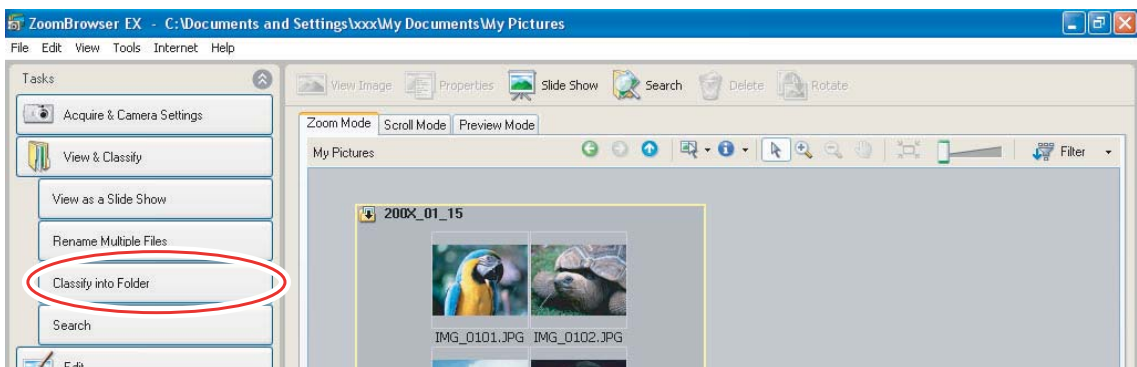 ZoomBrowser EX - C:\Documents and Settings\xxx\My Documents\My Pictures
File Edit View Tools Internet Help
Tasks
View Image Properties Slide Show Search Delete Rotate
Acquire & Camera Settings
Zoom Mode Scroll Mode Preview Mode
View & Classify
My Pictures
Filter
View as a Slide Show
200X_01_15
Rename Multiple Files
Classify into Folder
Search
IMG_0101.JPG IMG_0102.JPG
Edit